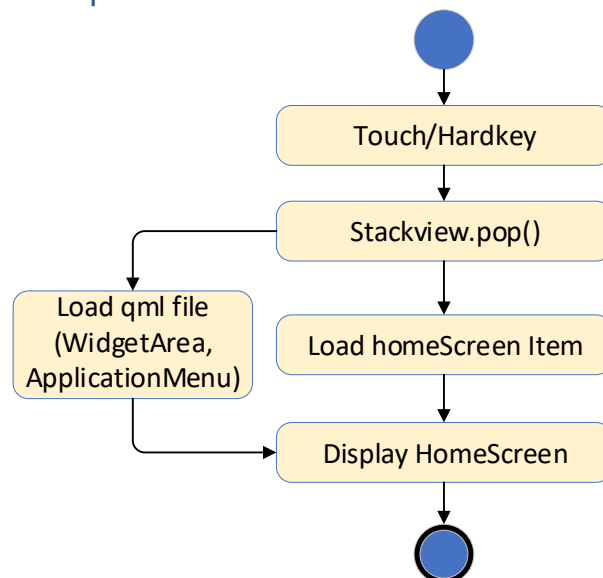 Touch/Hardkey
Stackview.pop()
Load qml file
(WidgetArea,
ApplicationMenu)
Load homeScreen Item
Display HomeScreen